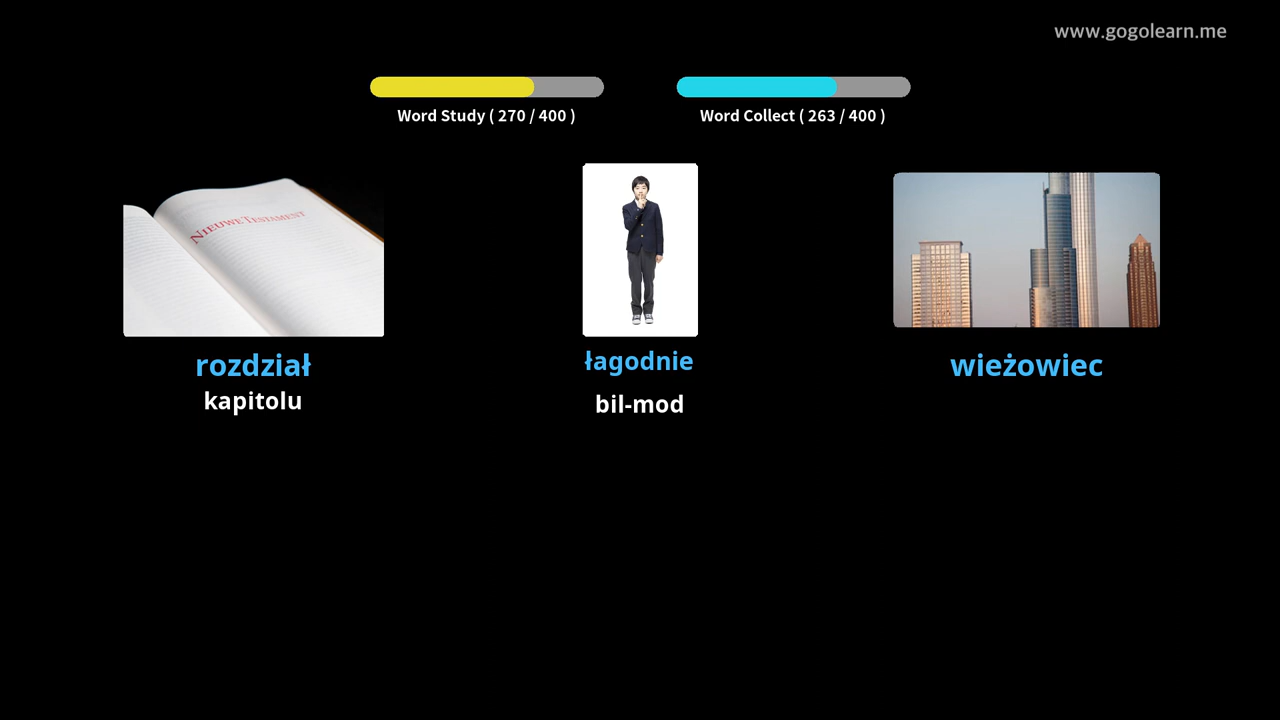 www.gogolearn.me
Word Study ( 270 / 400 )
Word Collect ( 263 / 400 )
NIEUWE TESTAMENT
rozdział
kapitolu
łagodnie
bil-mod
wieżowiec